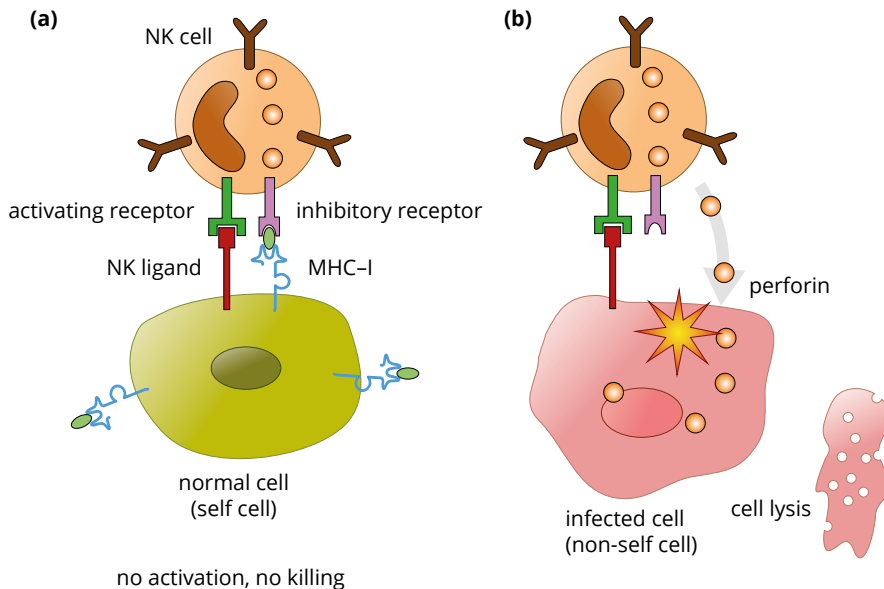 (a)
NK cell
activating receptor
inhibitory receptor
NK ligand
MHC–I
normal cell
(self cell)
no activation, no killing
(b)
perforin
infected cell
(non-self cell)
cell lysis